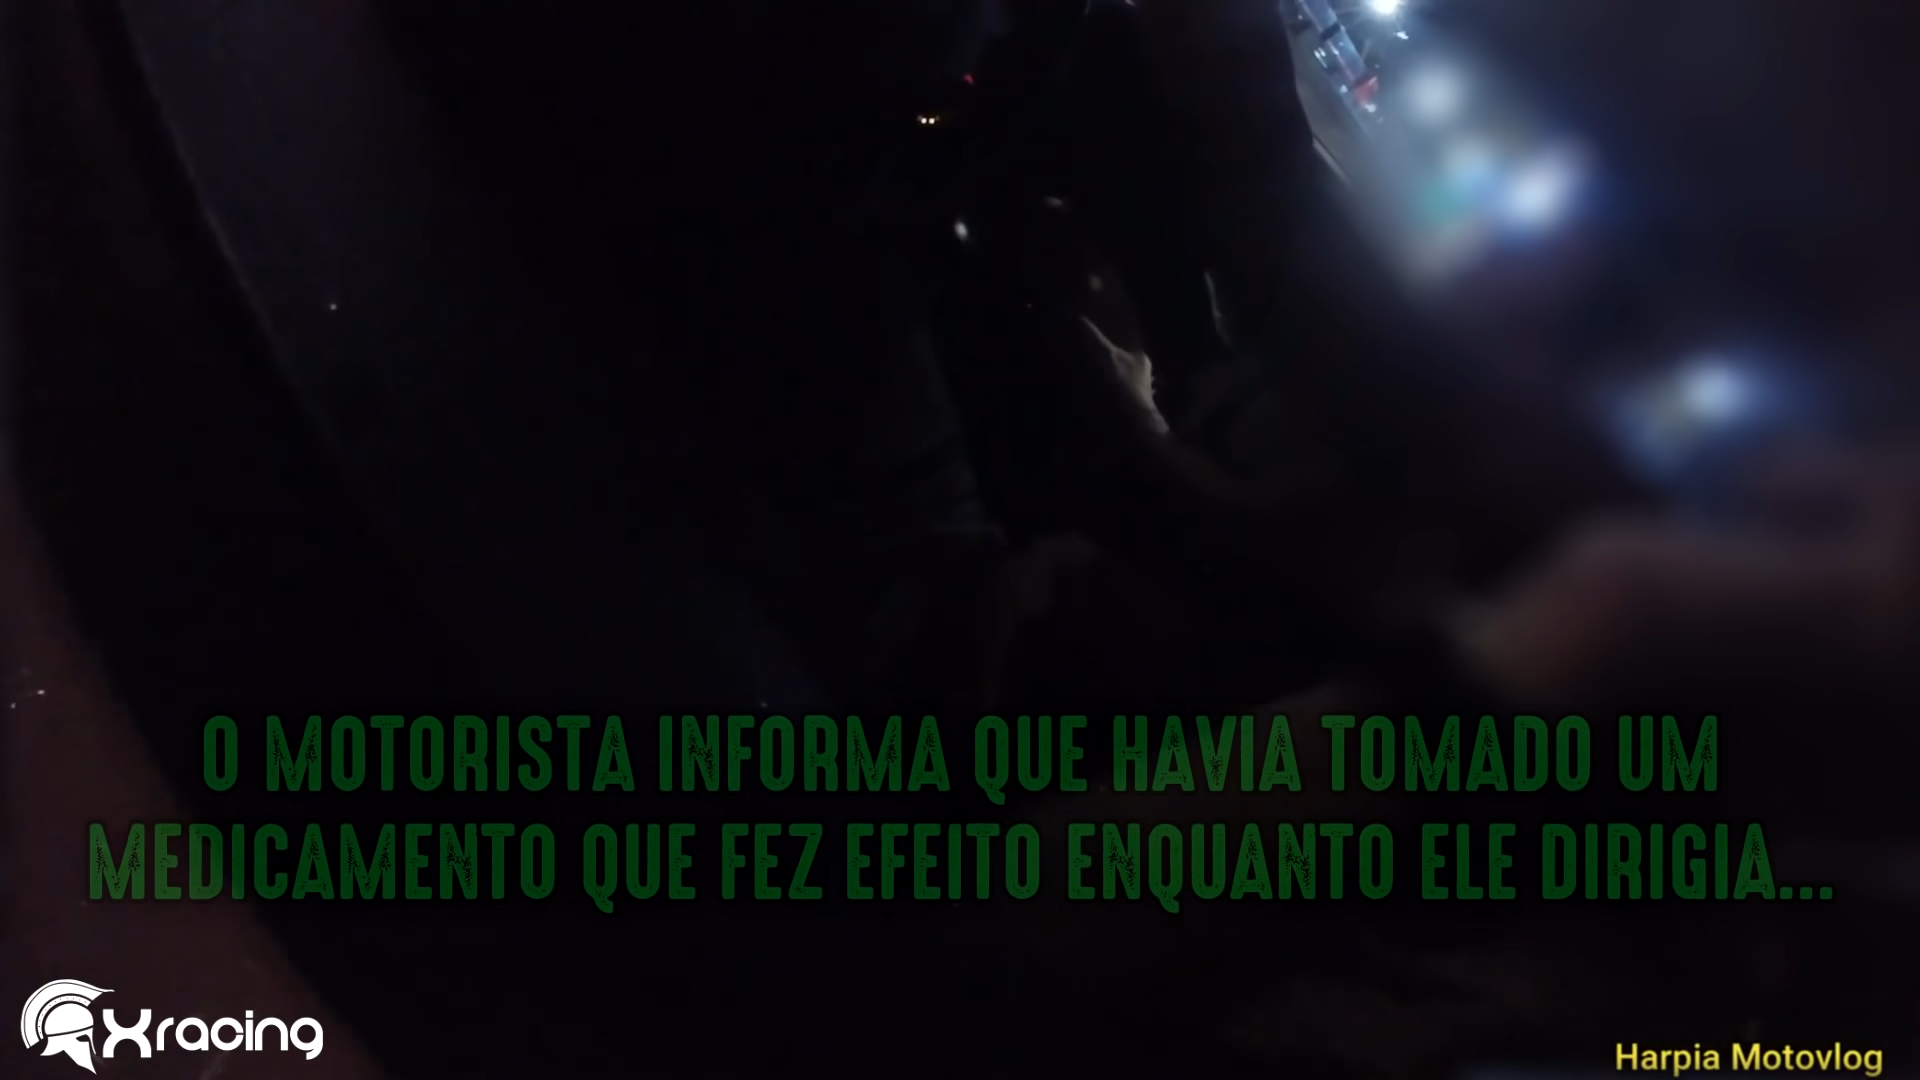 O MOTORISTA INFORMA QUE HAVIA TOMADO UM
MEDICAMENTO QUE FEZ EFEITO ENQUANTO ELE DIRIGIA...
Xracing
Harpia Motovlog